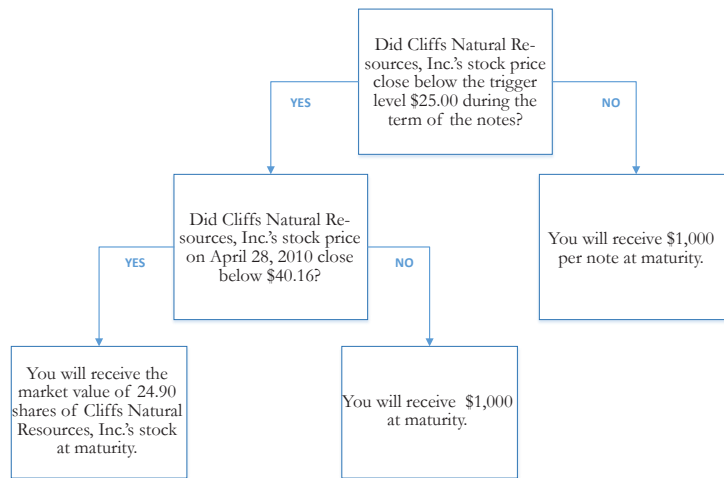 Did Cliffs Natural Re-
sources, Inc.'s stock price
close below the trigger
level $25.00 during the
term of the notes?
YES
NO
Did Cliffs Natural Re-
sources, Inc.'s stock price
on April 28, 2010 close
below $40.16?
You will receive $1,000
per note at maturity.
YES
NO
You will receive the
market value of 24.90
shares of Cliffs Natural
Resources, Inc.'s stock
at maturity.
You will receive  $1,000
at maturity.